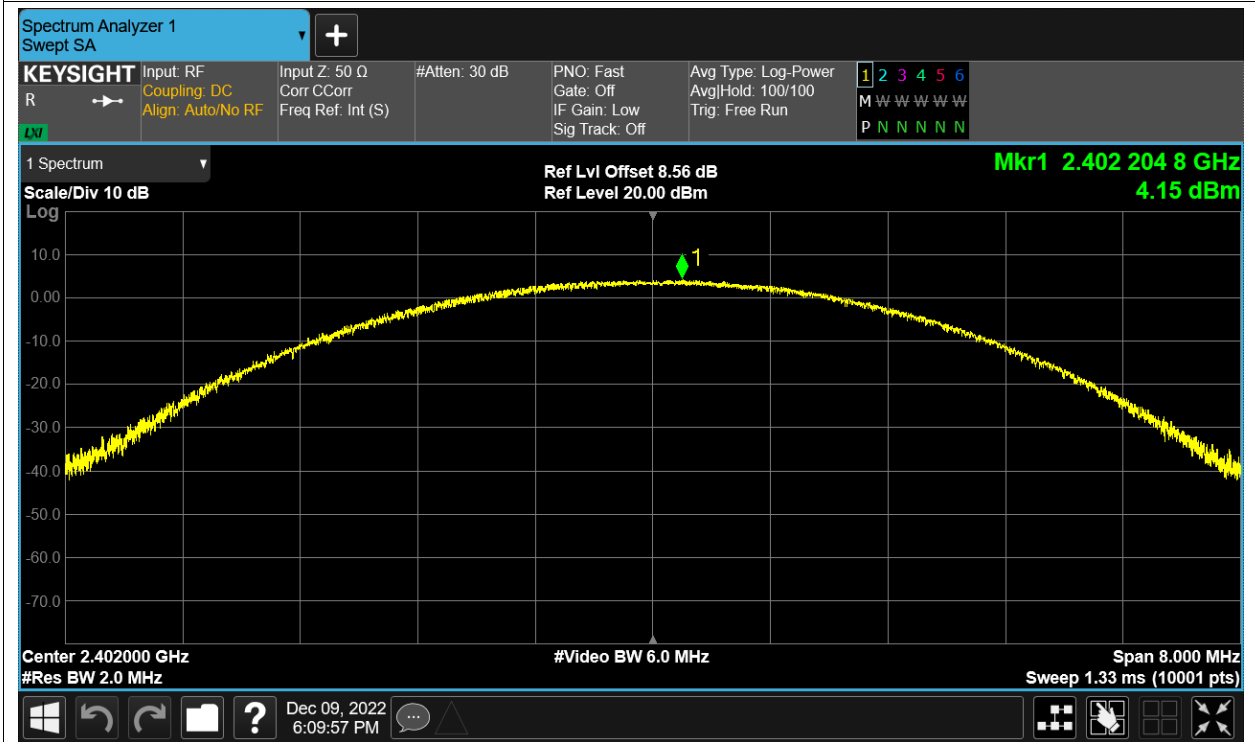 Spectrum Analyzer 1
Swept SA
+
KEYSIGHT
R
LXI
Input: RF
Coupling: DC
Align: Auto/No RF
Input Z: 50 Ω
Corr CCorr
Freq Ref: Int (S)
#Atten: 30 dB
PNO: Fast
Gate: Off
IF Gain: Low
Sig Track: Off
Avg Type: Log-Power
Avg|Hold: 100/100
Trig: Free Run
1 2 3 4 5 6
M W W W W W
P N N N N N
1 Spectrum
Scale/Div 10 dB
Log
Ref Lvl Offset 8.56 dB
Ref Level 20.00 dBm
Mkr1 2.402 204 8 GHz
4.15 dBm
1
10.0
0.00
-10.0
-20.0
-30.0
-40.0
-50.0
-60.0
-70.0
Center 2.402000 GHz
#Res BW 2.0 MHz
#Video BW 6.0 MHz
Span 8.000 MHz
Sweep 1.33 ms (10001 pts)
?
Dec 09, 2022
6:09:57 PM